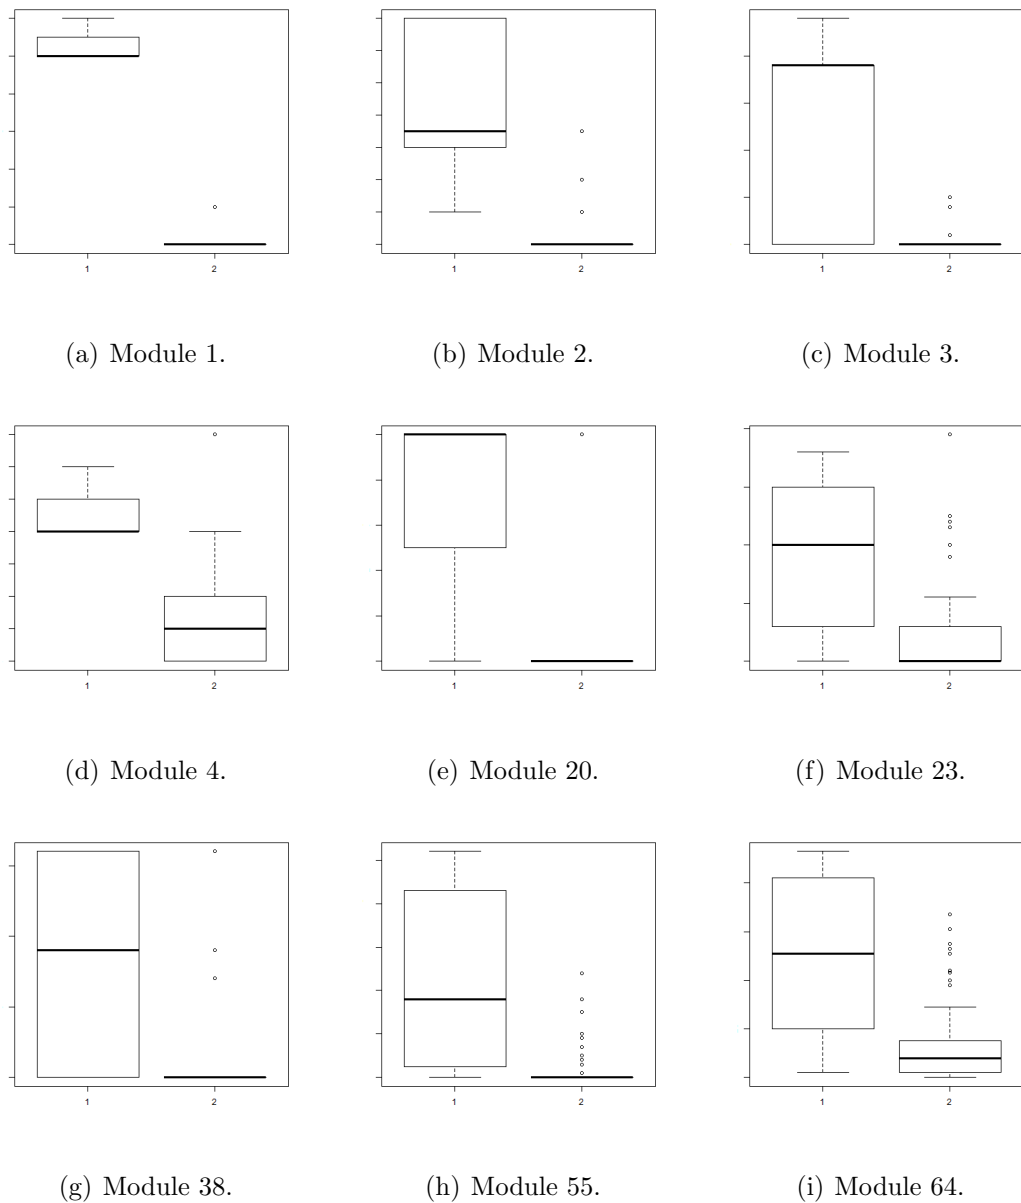 1 2 1 2 1 2
(a) Module 1. (b) Module 2. (c) Module 3.
1 2 1 2 1 2
(d) Module 4. (e) Module 20. (f) Module 23.
1 2 1 2 1 2
(g) Module 38. (h) Module 55. (i) Module 64.